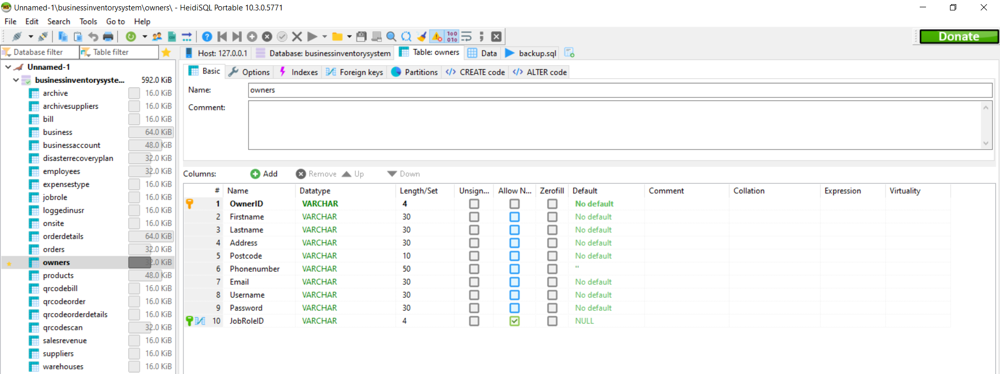 Unnamed-1\businessinventorysystem\owners\ - HeidiSQL Portable 10.3.0.5771
File Edit Search Tools Go to Help
Donate
Database filter Table filter
Host: 127.0.0.1 Database: businessinventorysystem Table: owners Data backup.sql
Unnamed-1
businessinventorysyste... 592.0 KiB
archive 16.0 KiB
archivesuppliers 16.0 KiB
bill 16.0 KiB
business 64.0 KiB
businessaccount 48.0 KiB
disasterrecoveryplan 32.0 KiB
employees 32.0 KiB
expensestype 16.0 KiB
jobrole 16.0 KiB
loggedinusr 16.0 KiB
onsite 16.0 KiB
orderdetails 64.0 KiB
orders 32.0 KiB
owners 32.0 KiB
products 48.0 KiB
qrcodebill 16.0 KiB
qrcodeorder 16.0 KiB
qrcodeorderdetails 16.0 KiB
qrcodescan 32.0 KiB
salesrevenue 16.0 KiB
suppliers 16.0 KiB
warehouses 16.0 KiB
Basic Options Indexes Foreign keys Partitions CREATE code ALTER code
Name: owners
Comment:
Columns: Add Remove Up Down
# Name Datatype Length/Set Unsign... Allow N... Zerofill Default Comment Collation Expression Virtuality
1 OwnerID VARCHAR 4 No default
2 Firstname VARCHAR 30 No default
3 Lastname VARCHAR 30 No default
4 Address VARCHAR 30 No default
5 Postcode VARCHAR 10 No default
6 Phonenumber VARCHAR 50 ''
7 Email VARCHAR 30 No default
8 Username VARCHAR 30 No default
9 Password VARCHAR 30 No default
10 JobRoleID VARCHAR 4 NULL